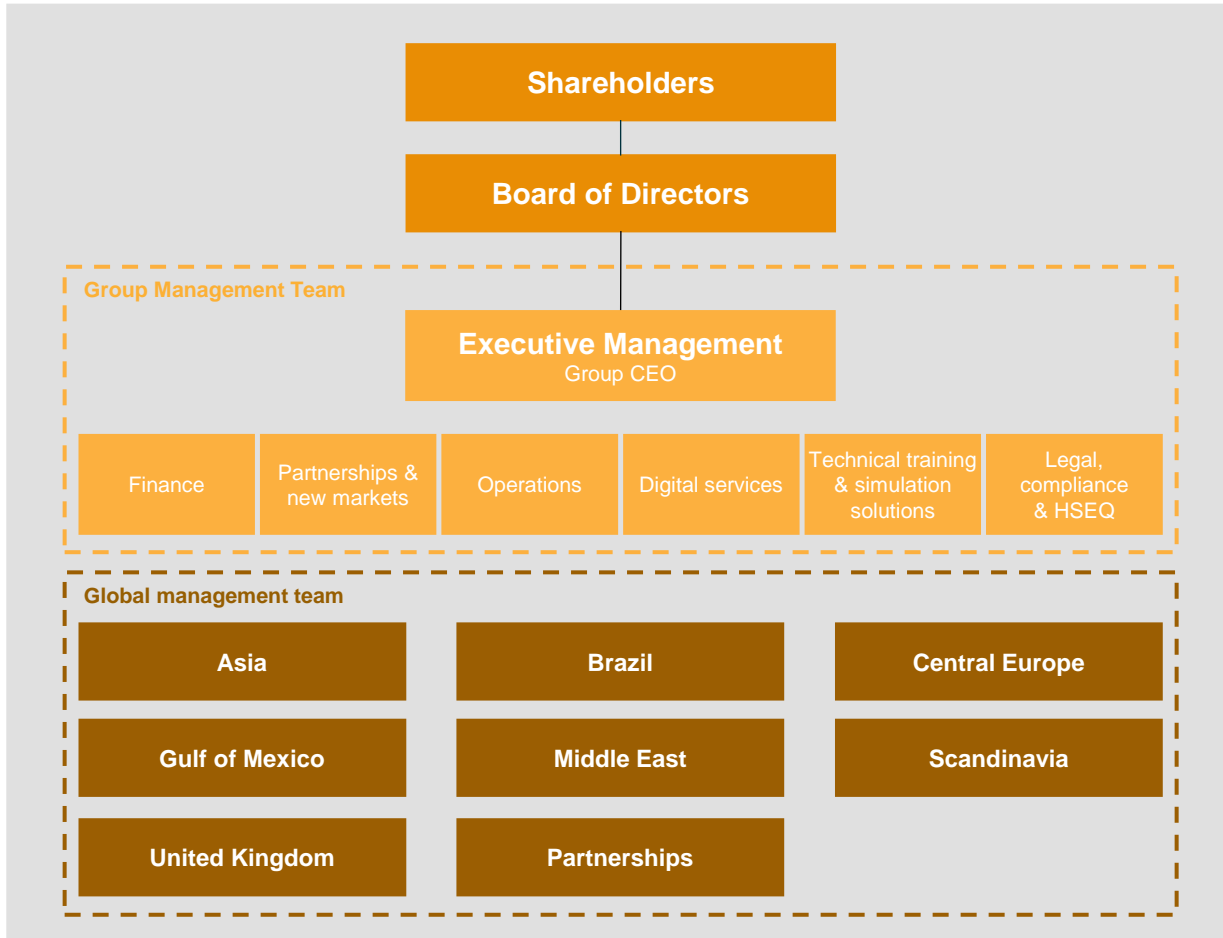 Shareholders
Board of Directors
Group Management Team
Executive Management
Group CEO
Finance
Partnerships &
new markets
Operations
Digital services
Technical training
& simulation
solutions
Legal,
compliance
& HSEQ
Global management team
Asia
Brazil
Central Europe
Gulf of Mexico
Middle East
Scandinavia
United Kingdom
Partnerships